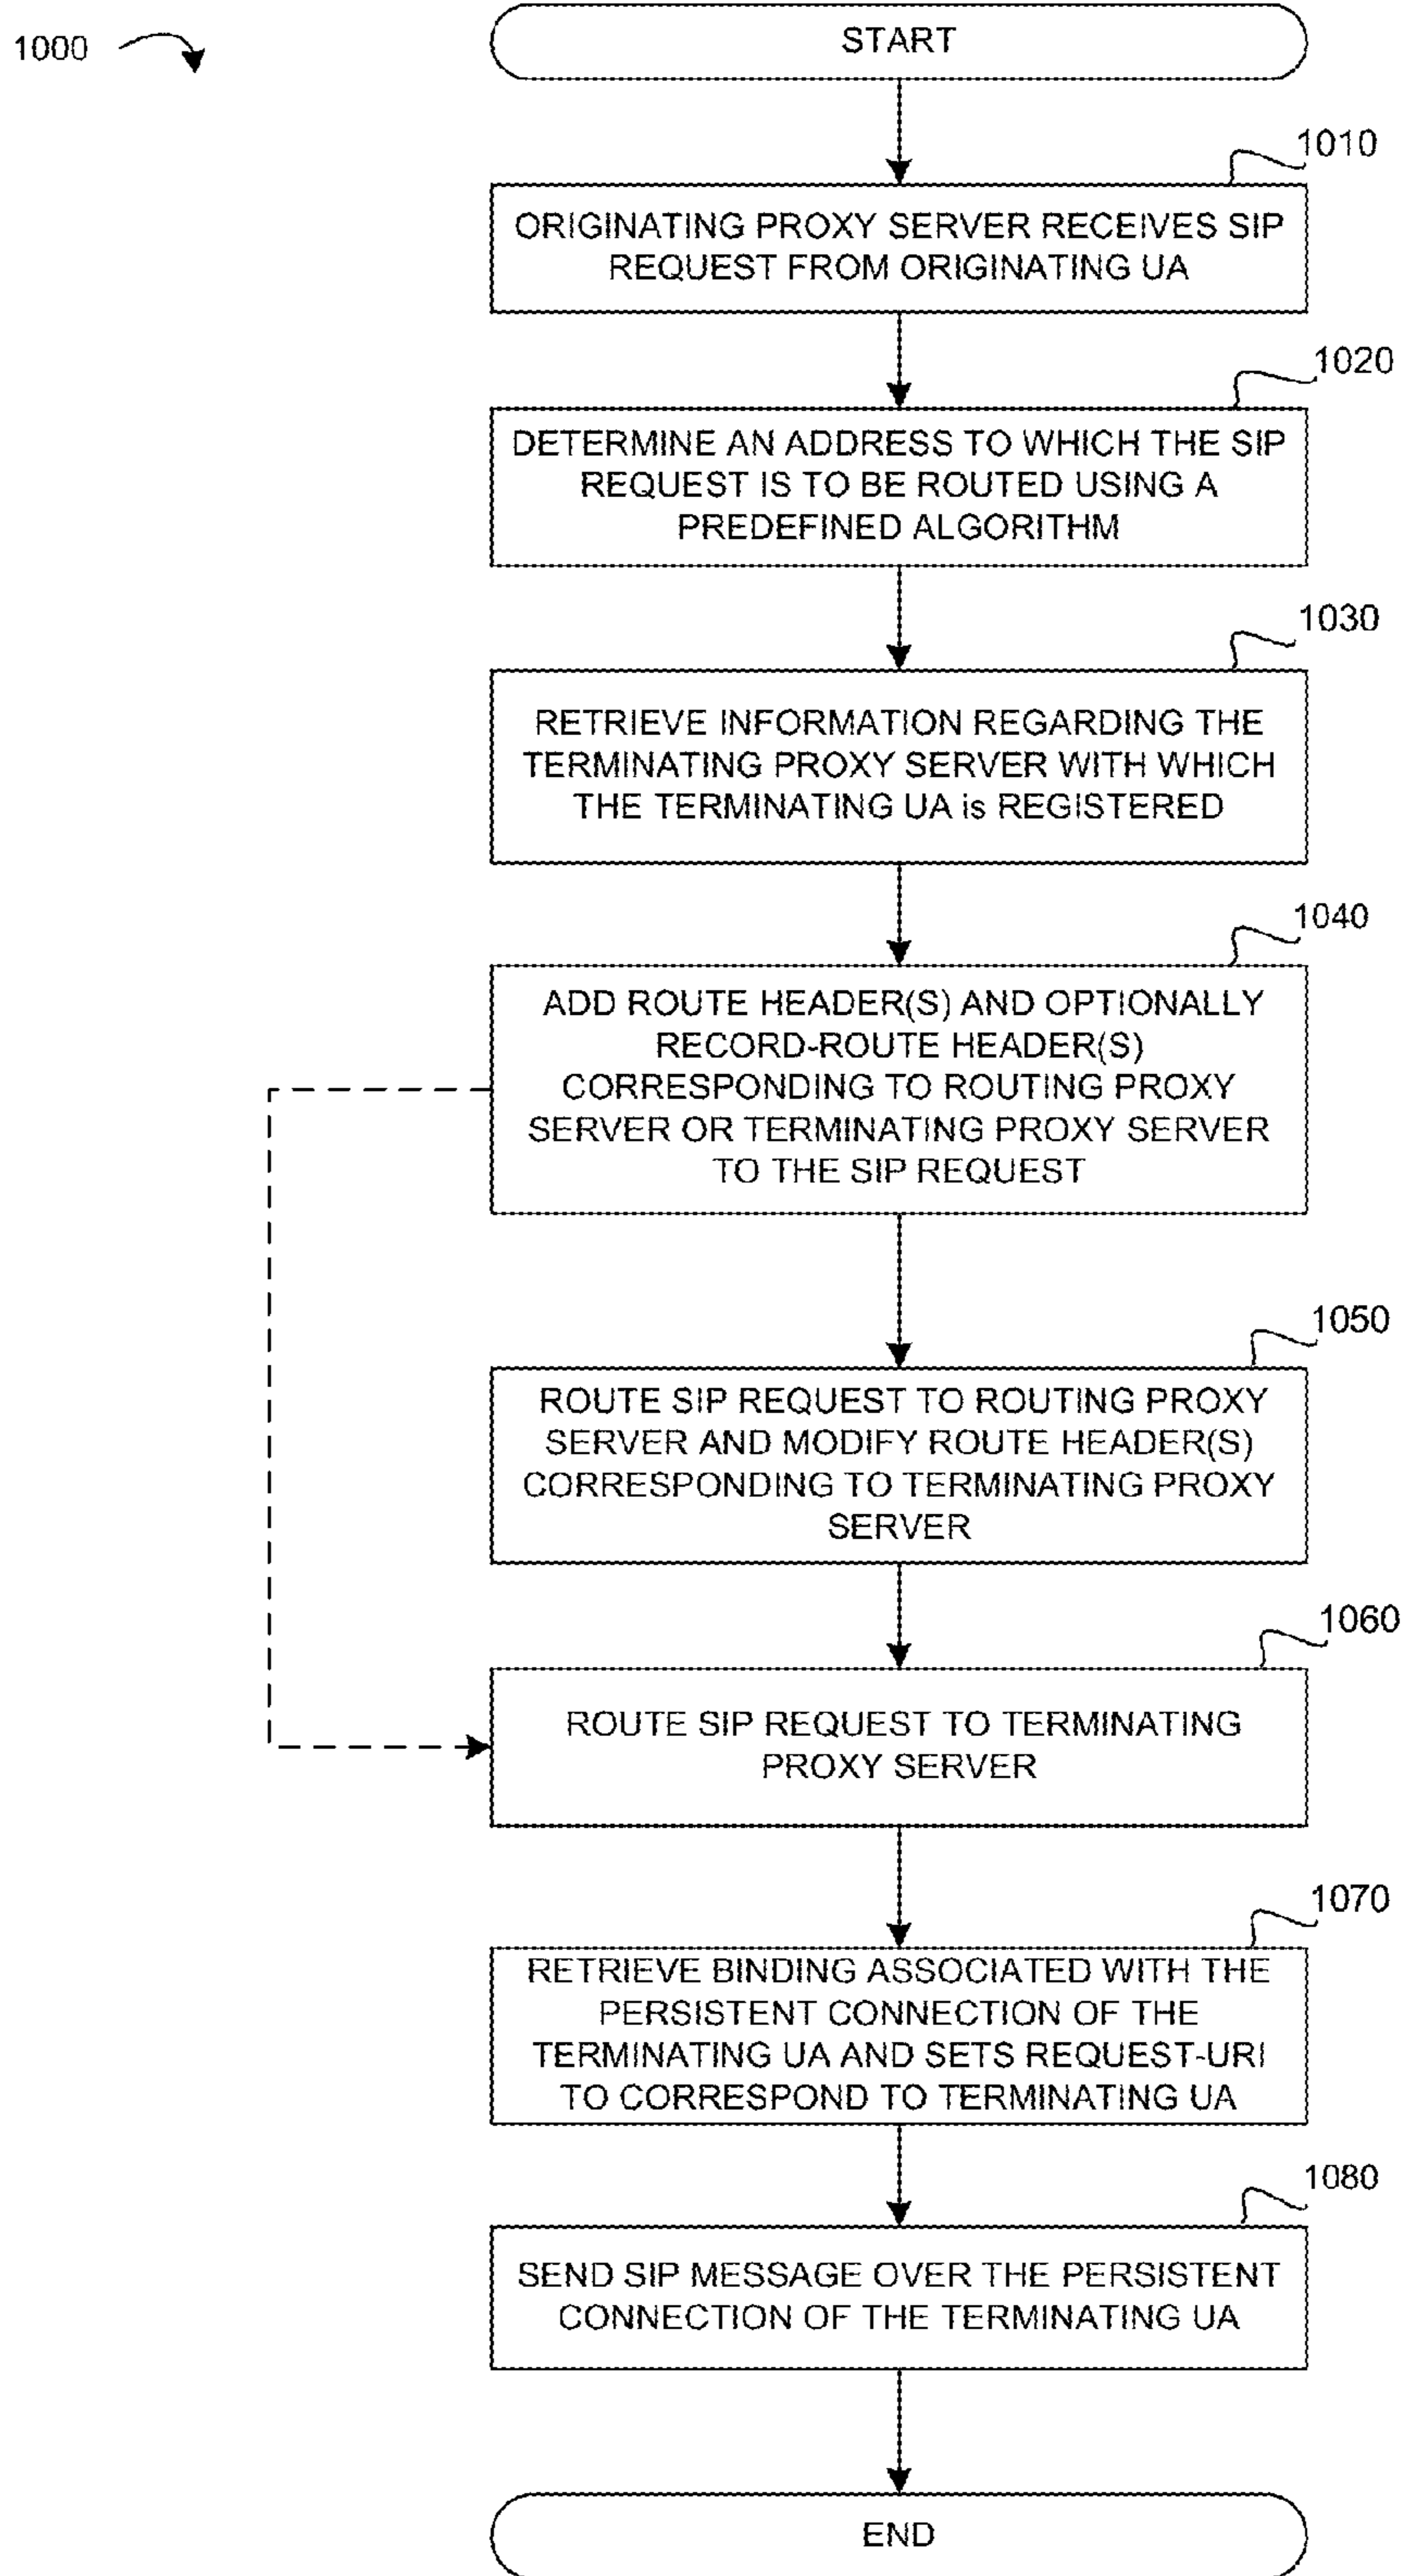 1000
START
1010
ORIGINATING PROXY SERVER RECEIVES SIP
REQUEST FROM ORIGINATING UA
1020
DETERMINE AN ADDRESS TO WHICH THE SIP
REQUEST IS TO BE ROUTED USING A
PREDEFINED ALGORITHM
1030
RETRIEVE INFORMATION REGARDING THE
TERMINATING PROXY SERVER WITH WHICH
THE TERMINATING UA is REGISTERED
1040
ADD ROUTE HEADER(S) AND OPTIONALLY
RECORD-ROUTE HEADER(S)
CORRESPONDING TO ROUTING PROXY
SERVER OR TERMINATING PROXY SERVER
TO THE SIP REQUEST
1050
ROUTE SIP REQUEST TO ROUTING PROXY
SERVER AND MODIFY ROUTE HEADER(S)
CORRESPONDING TO TERMINATING PROXY
SERVER
1060
ROUTE SIP REQUEST TO TERMINATING
PROXY SERVER
1070
RETRIEVE BINDING ASSOCIATED WITH THE
PERSISTENT CONNECTION OF THE
TERMINATING UA AND SETS REQUEST-URI
TO CORRESPOND TO TERMINATING UA
1080
SEND SIP MESSAGE OVER THE PERSISTENT
CONNECTION OF THE TERMINATING UA
END